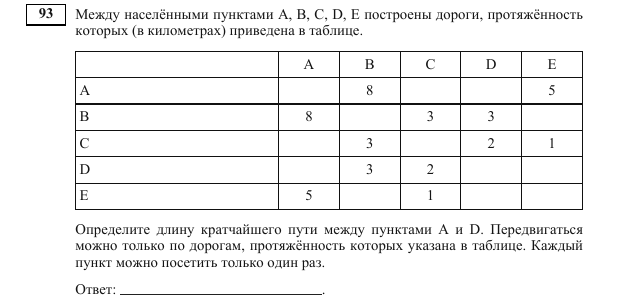 93 Между населёнными пунктами A, B, C, D, E построены дороги, протяжённость
которых (в километрах) приведена в таблице.
A B C D E
A 8 5
B 8 3 3
C 3 2 1
D 3 2
E 5 1
Определите длину кратчайшего пути между пунктами A и D. Передвигаться
можно только по дорогам, протяжённость которых указана в таблице. Каждый
пункт можно посетить только один раз.
Ответ: ______________________________.